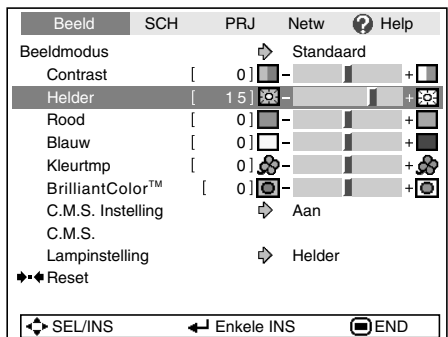 Beeld SCH PRJ Netw Help
Beeldmodus Standaard
Contrast [ 0] - +
Helder [ 15] - +
Rood [ 0] - +
Blauw [ 0] - +
Kleurtmp [ 0] - +
BrilliantColor™ [ 0] - +
C.M.S. Instelling Aan
C.M.S.
Lampinstelling Helder
Reset
SEL/INS Enkele INS END